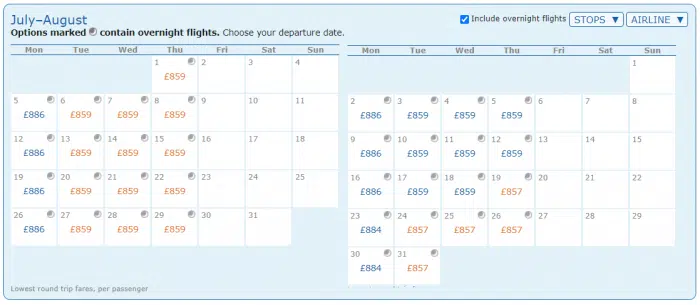 July–August
Include overnight flights STOPS ▼ AIRLINE ▼
Options marked contain overnight flights. Choose your departure date.
Mon Tue Wed Thu Fri Sat Sun
1 2 3 4
£859
5 6 7 8 9 10 11
£886 £859 £859 £859
12 13 14 15 16 17 18
£886 £859 £859 £859
19 20 21 22 23 24 25
£886 £859 £859 £859
26 27 28 29 30 31
£886 £859 £859 £859
Mon Tue Wed Thu Fri Sat Sun
1
2 3 4 5 6 7 8
£886 £859 £859 £859
9 10 11 12 13 14 15
£886 £859 £859 £859
16 17 18 19 20 21 22
£886 £859 £859 £857
23 24 25 26 27 28 29
£884 £857 £857 £857
30 31
£884 £857
Lowest round trip fares, per passenger